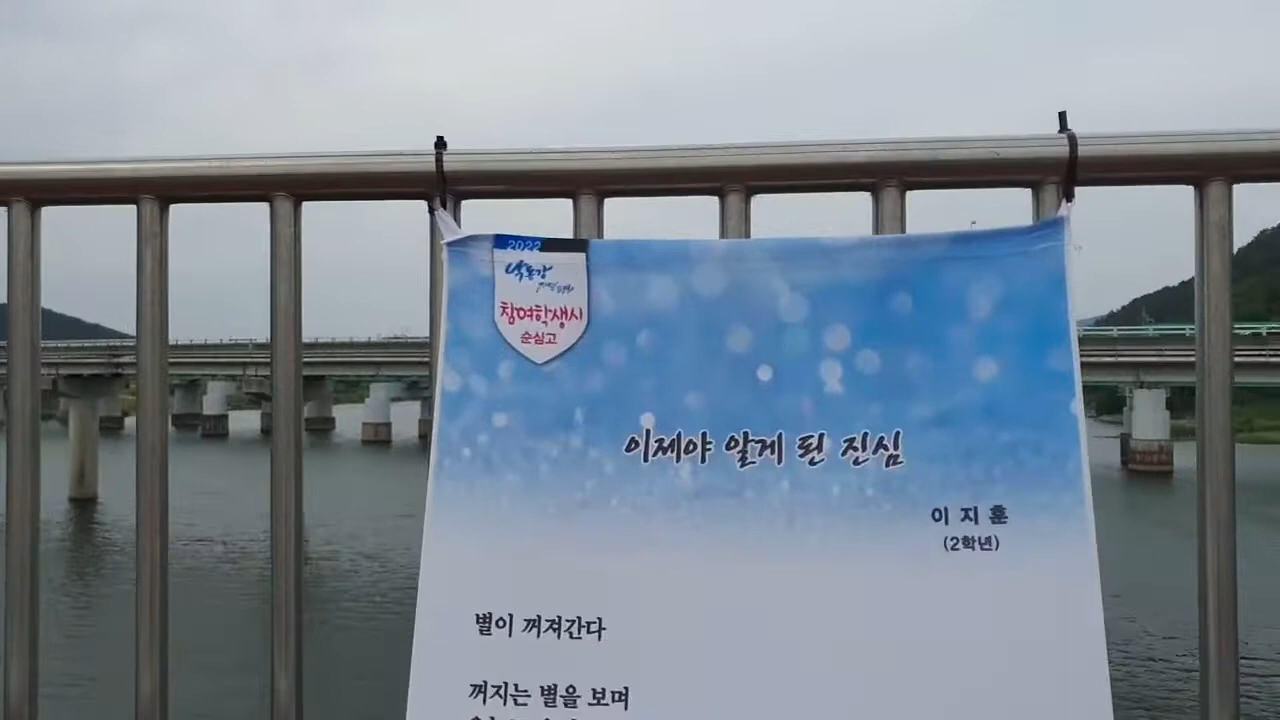 2022
낙동강
참여학생시
순심고
이제야 알게 된 진심
이 지 훈
(2학년)
별이 꺼져간다
꺼지는 별을 보며